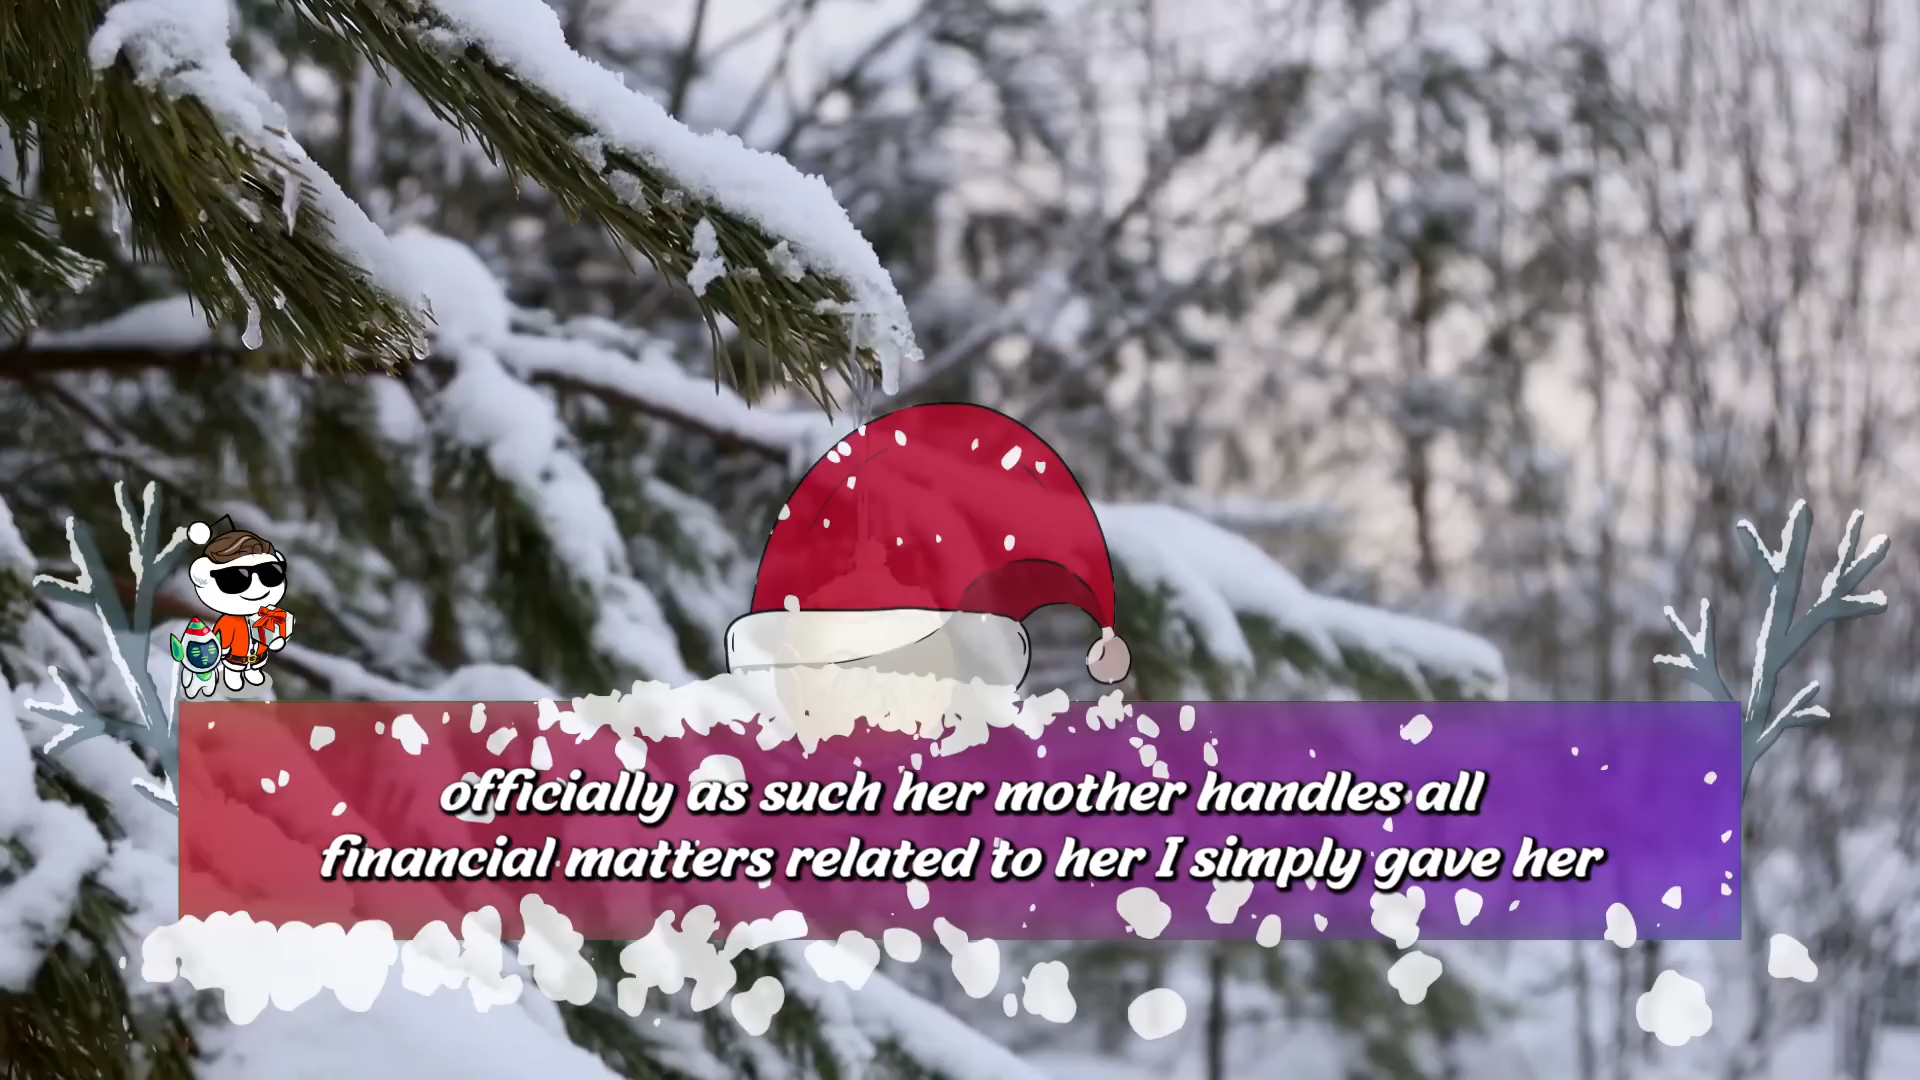 officially as such her mother handles all
financial matters related to her I simply gave her